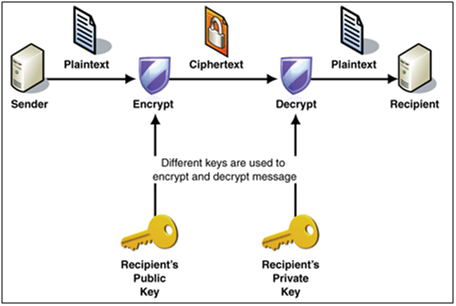 Plaintext
Ciphertext
Plaintext
Sender
Encrypt
Decrypt
Recipient
Different keys are used to
encrypt and decrypt message
Recipient's
Public
Key
Recipient's
Private
Key